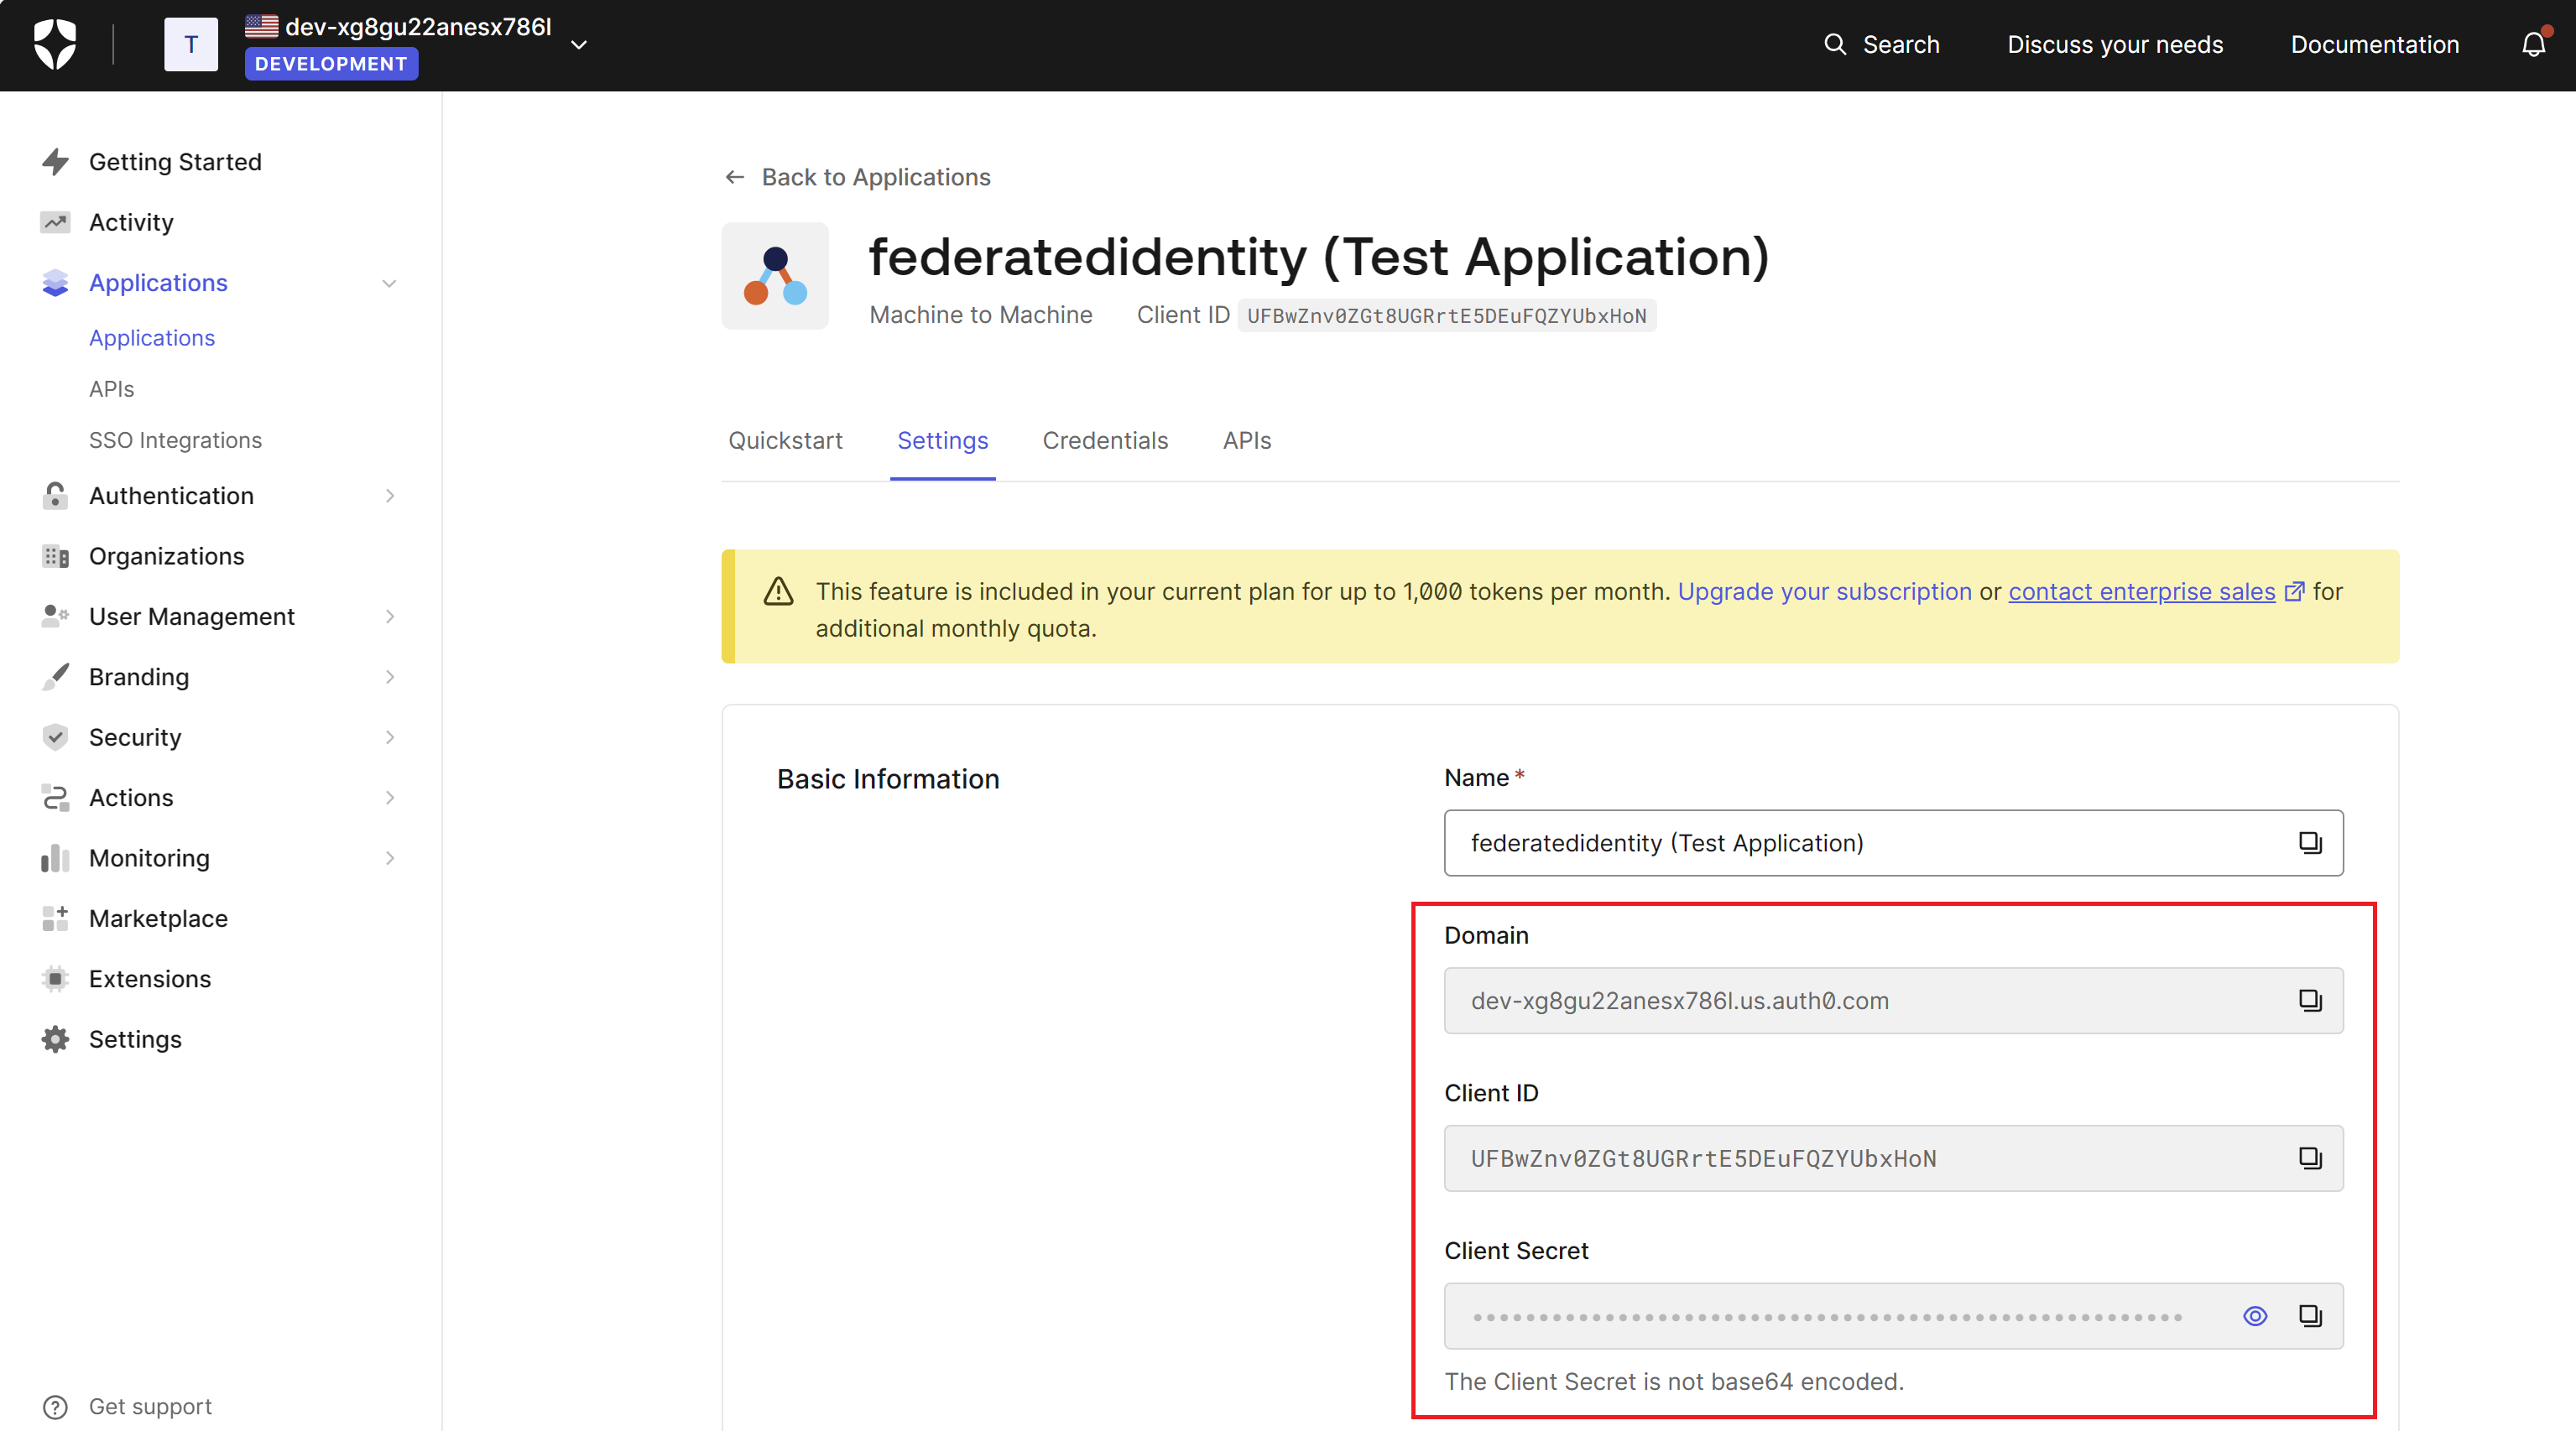 T
dev-xg8gu22anesx786l
DEVELOPMENT
Search
Discuss your needs
Documentation
Getting Started
Activity
Applications
Applications
APIs
SSO Integrations
Authentication
Organizations
User Management
Branding
Security
Actions
Monitoring
Marketplace
Extensions
Settings
Get support
Back to Applications
federatedidentity (Test Application)
Machine to Machine
Client ID UFBwZnv0ZGt8UGRrtE5DEuFQZYUbxHoN
Quickstart
Settings
Credentials
APIs
This feature is included in your current plan for up to 1,000 tokens per month. Upgrade your subscription or contact enterprise sales for
additional monthly quota.
Basic Information
Name *
federatedidentity (Test Application)
Domain
dev-xg8gu22anesx786l.us.auth0.com
Client ID
UFBwZnv0ZGt8UGRrtE5DEuFQZYUbxHoN
Client Secret
The Client Secret is not base64 encoded.